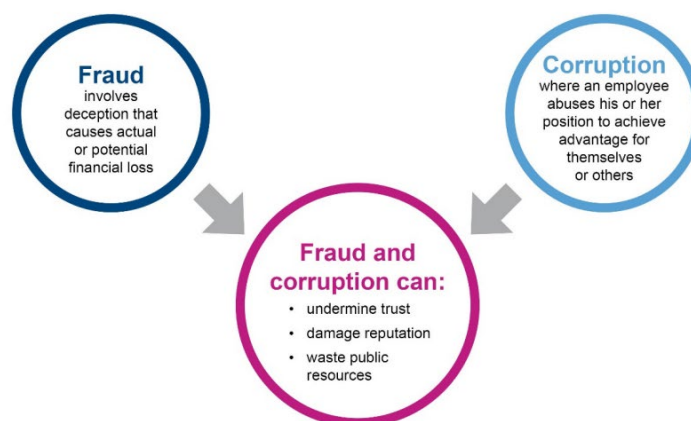 Fraud
involves
deception that
causes actual
or potential
financial loss
Corruption
where an employee
abuses his or her
position to achieve
advantage for
themselves
or others
Fraud and
corruption can:
• undermine trust
• damage reputation
• waste public
resources